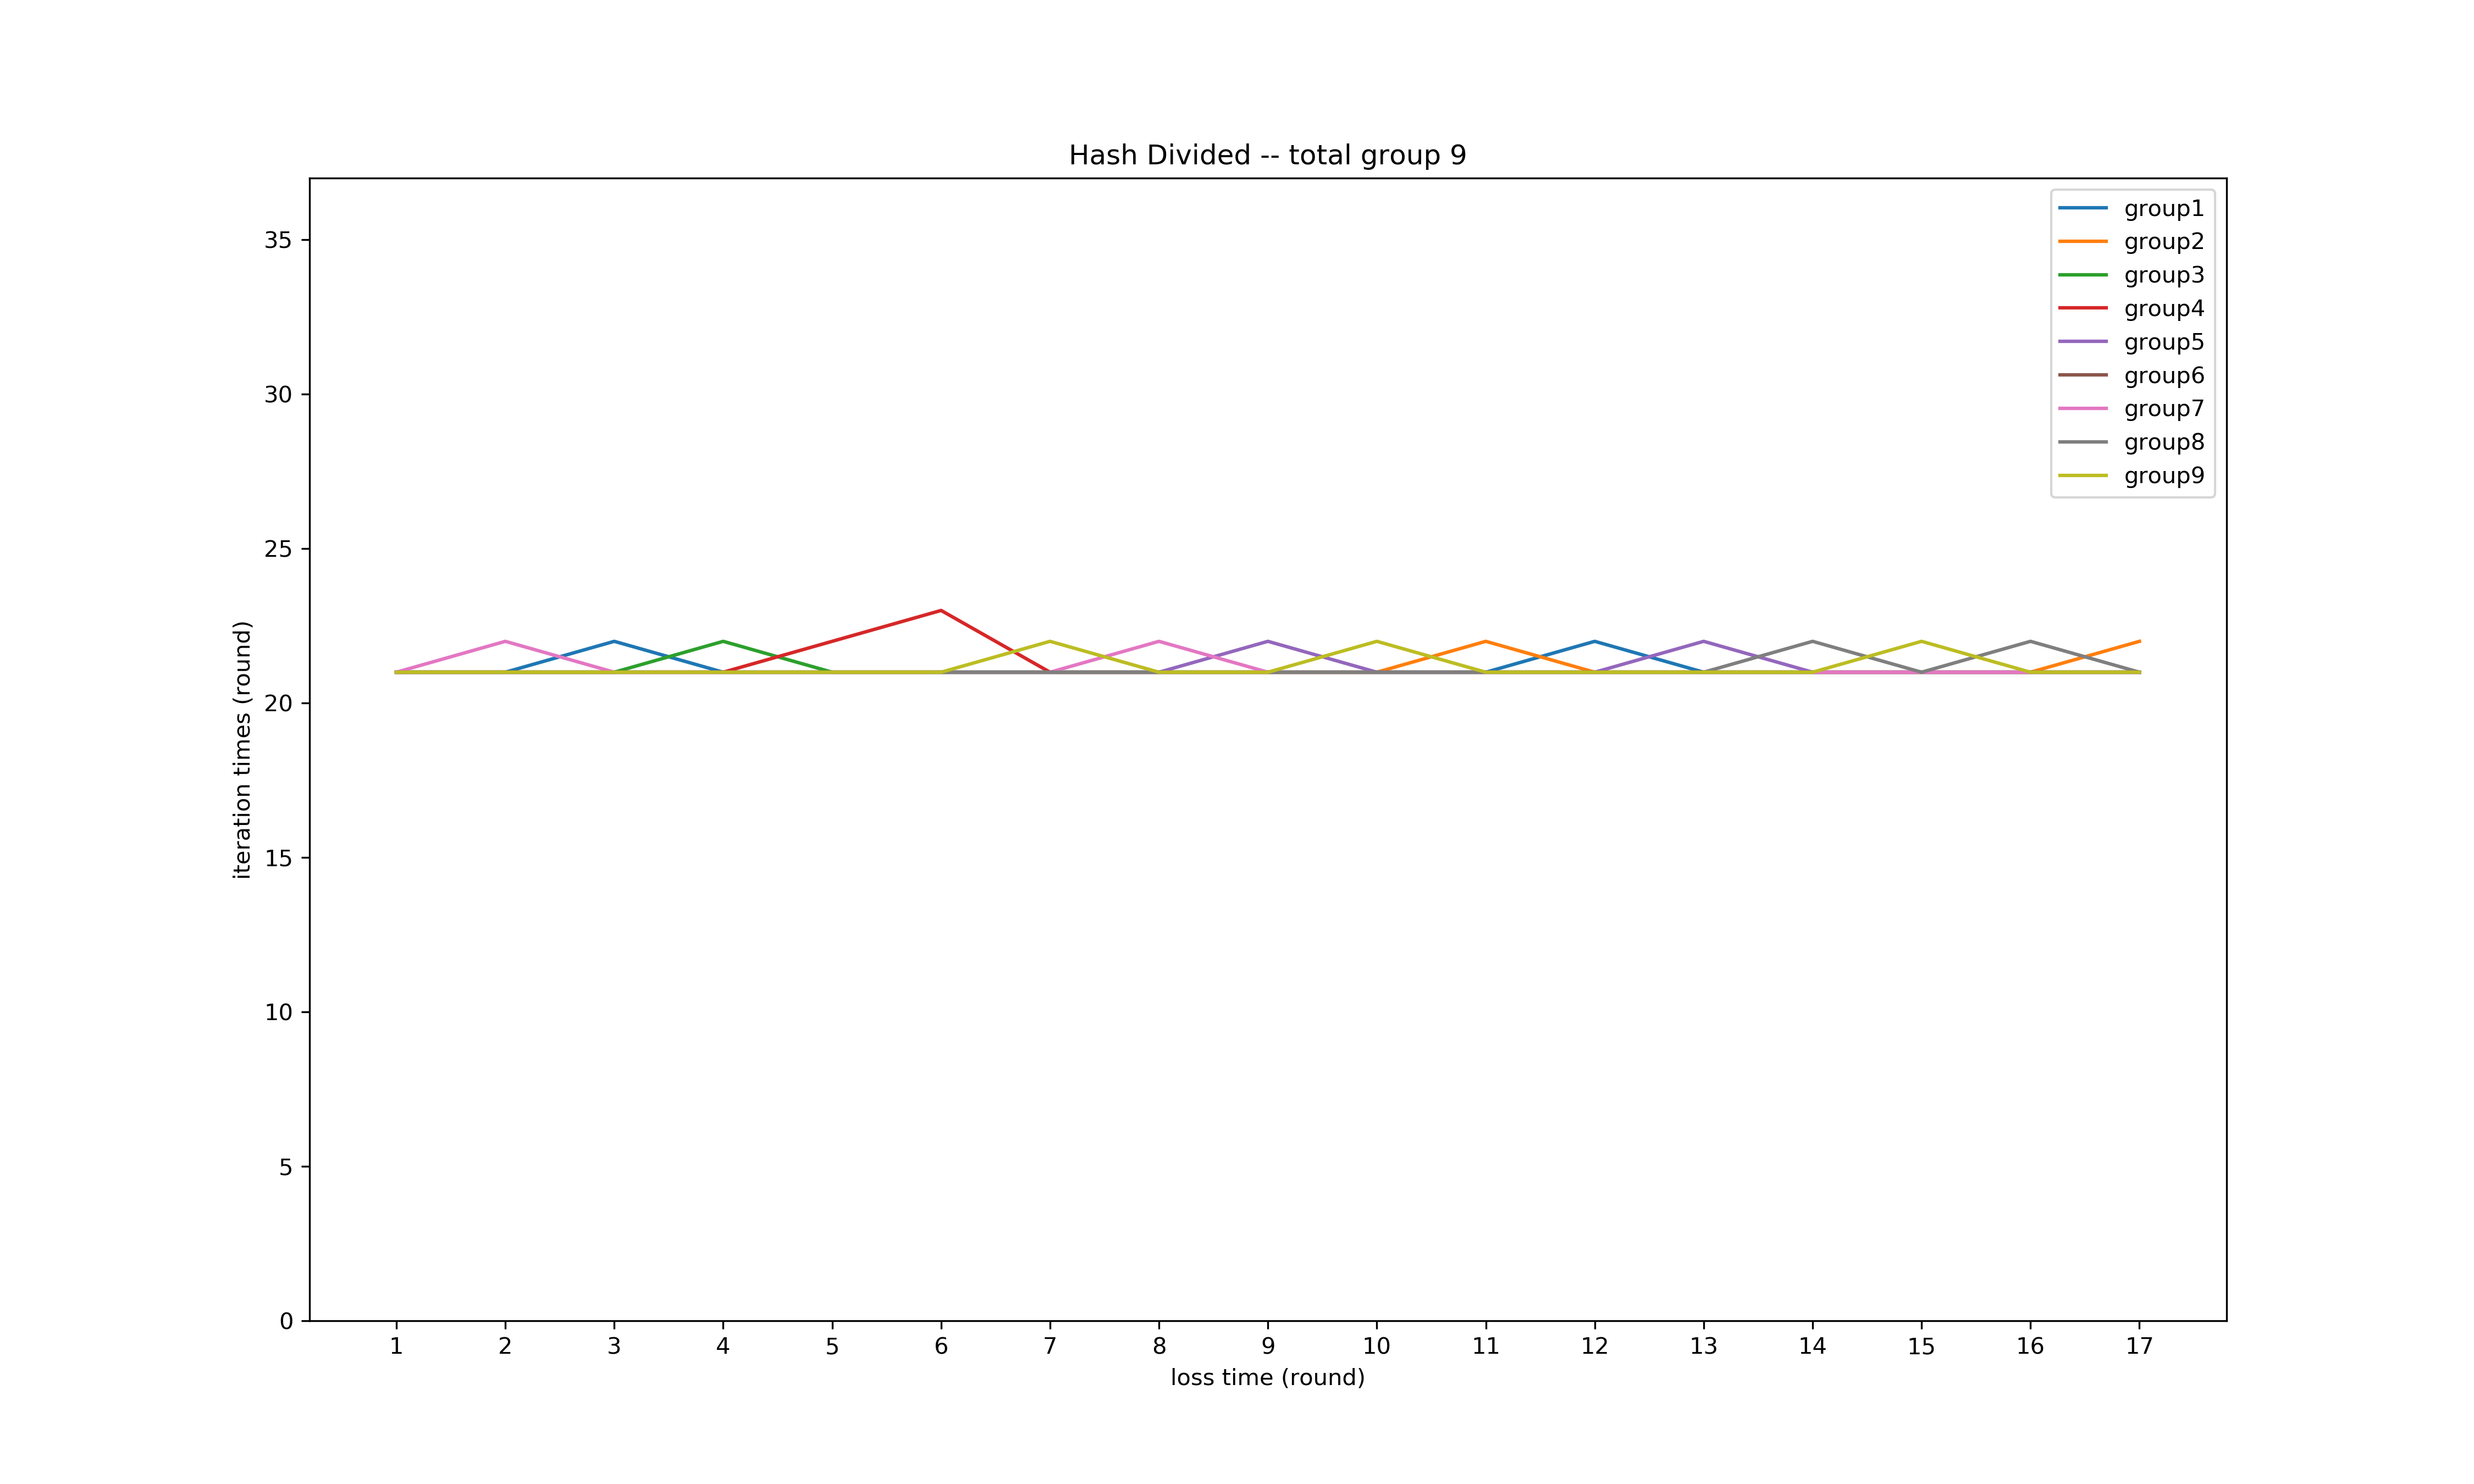 Hash Divided -- total group 9
group1
group2
group3
group4
group5
group6
group7
group8
group9
iteration times (round)
35
30
25
20
15
10
5
0
1 2 3 4 5 6 7 8 9 10 11 12 13 14 15 16 17
loss time (round)